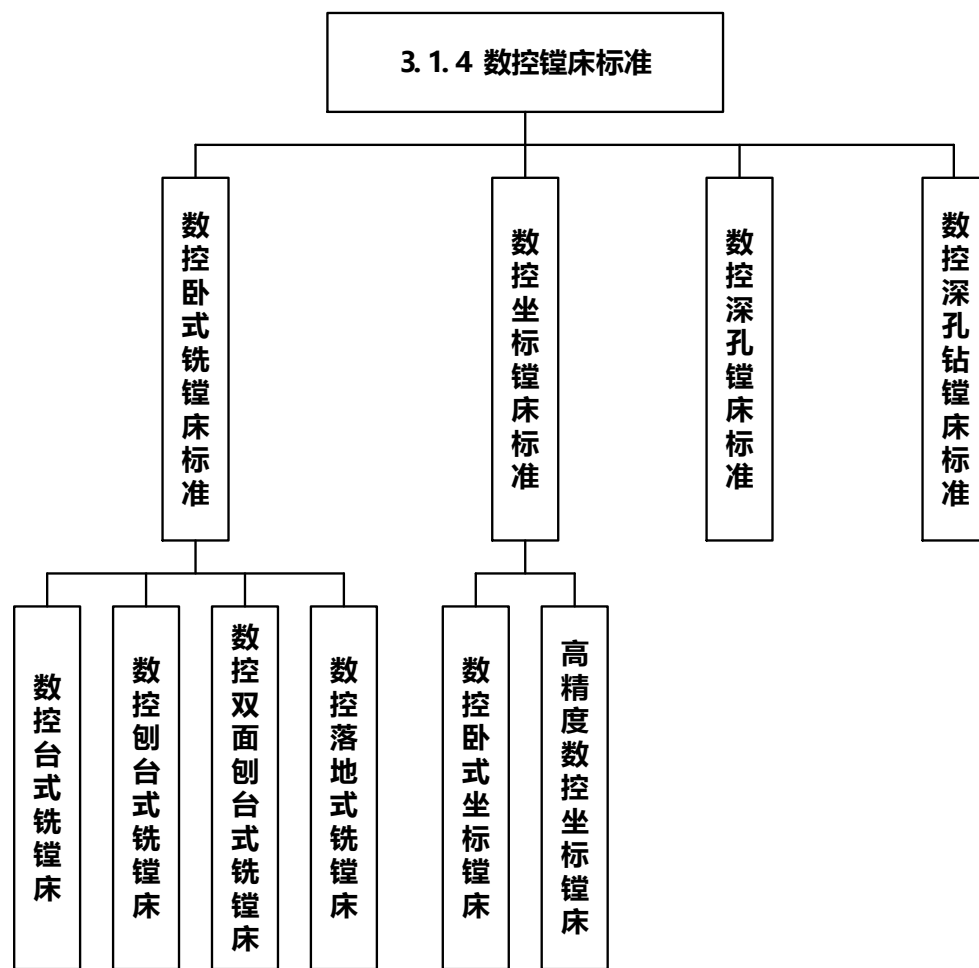 3.1.4 数控镗床标准
数控卧式铣镗床标准
数控坐标镗床标准
数控深孔镗床标准
数控深孔钻镗床标准
数控台式铣镗床
数控刨台式铣镗床
数控双面刨台式铣镗床
数控落地式铣镗床
数控卧式坐标镗床
高精度数控坐标镗床